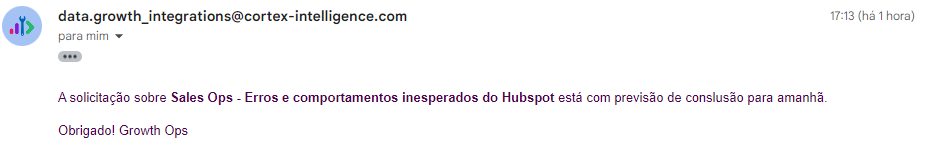 data.growth_integrations@cortex-intelligence.com
17:13 (há 1 hora)
para mim
A solicitação sobre Sales Ops - Erros e comportamentos inesperados do Hubspot está com previsão de conslusão para amanhã.
Obrigado! Growth Ops